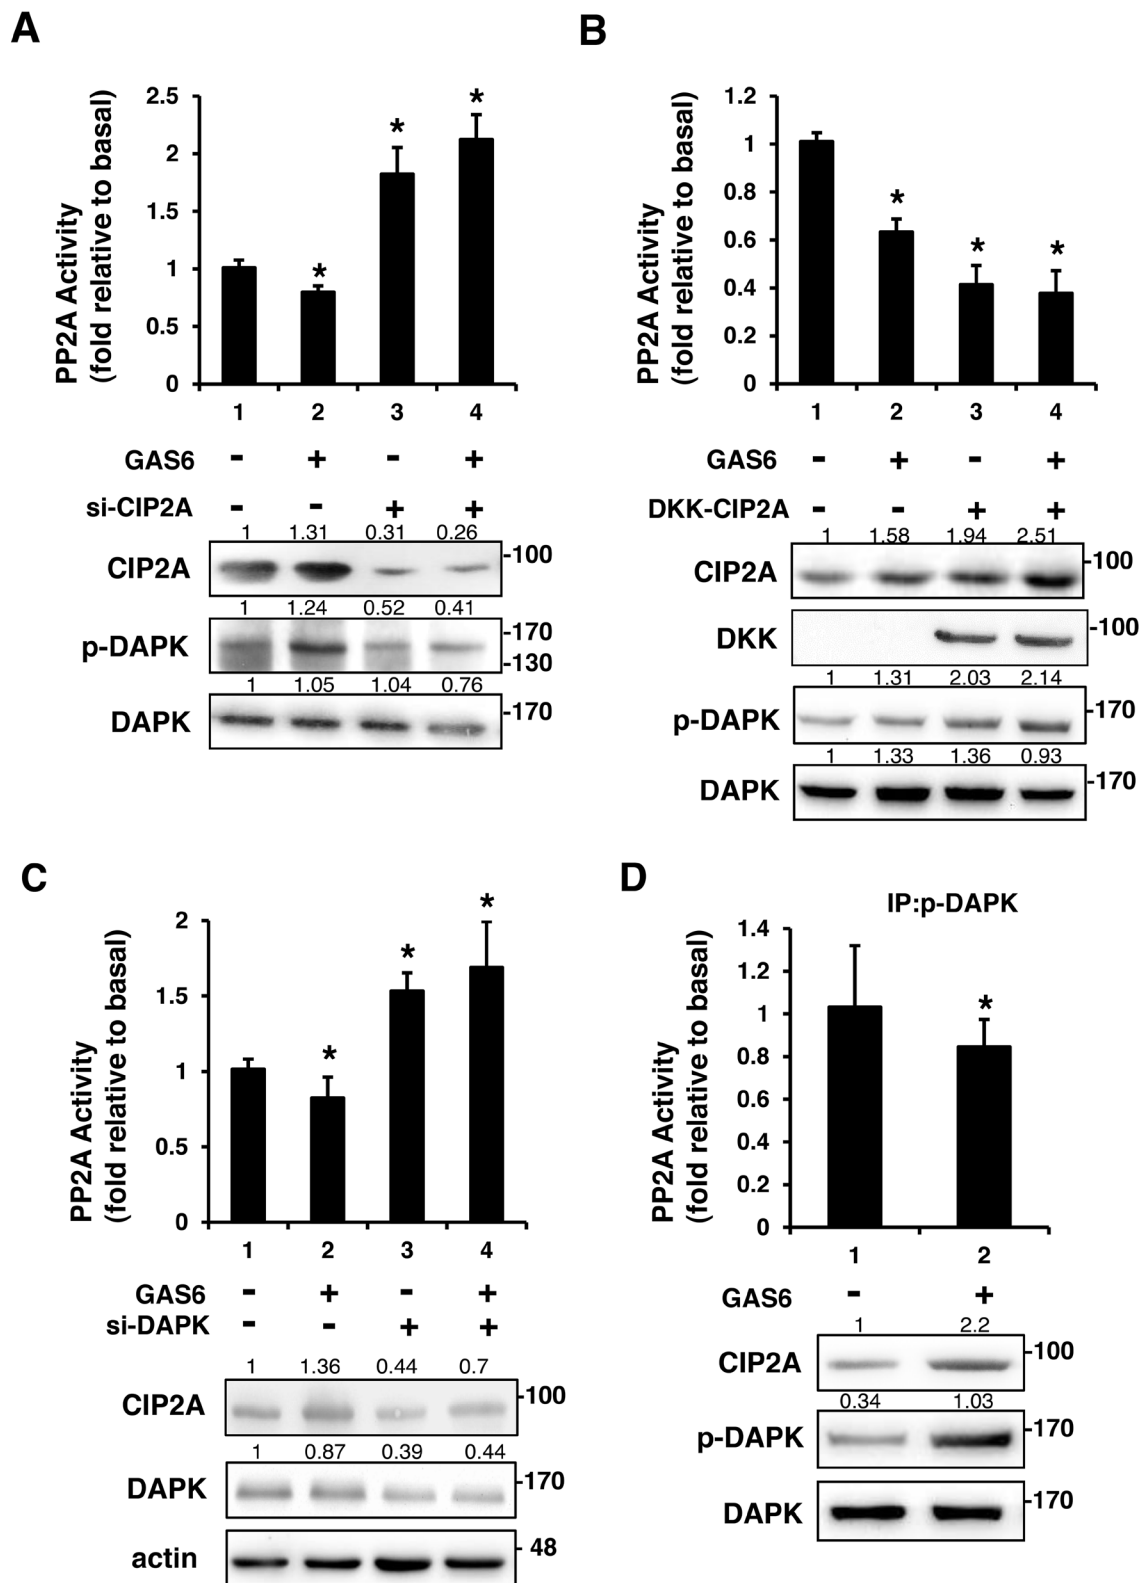 A
PP2A Activity
(fold relative to basal)
2.5
2
1.5
1
0.5
0
* * * *
1 2 3 4
GAS6 - + - +
si-CIP2A - - + +
1 1.31 0.31 0.26
CIP2A -100
1 1.24 0.52 0.41
p-DAPK -170
-130
1 1.05 1.04 0.76
DAPK -170
B
PP2A Activity
(fold relative to basal)
1.2
1
0.8
0.6
0.4
0.2
0
* * *
1 2 3 4
GAS6 - + - +
DKK-CIP2A - - + +
1 1.58 1.94 2.51
CIP2A -100
DKK -100
1 1.31 2.03 2.14
p-DAPK -170
1 1.33 1.36 0.93
DAPK -170
C
PP2A Activity
(fold relative to basal)
2
1.5
1
0.5
0
* * *
1 2 3 4
GAS6 - + - +
si-DAPK - - + +
1 1.36 0.44 0.7
CIP2A -100
1 0.87 0.39 0.44
DAPK -170
actin - 48
D
IP:p-DAPK
PP2A Activity
(fold relative to basal)
1.4
1.2
1
0.8
0.6
0.4
0.2
0
*
1 2
GAS6 - +
1 2.2
CIP2A -100
0.34 1.03
p-DAPK -170
DAPK -170